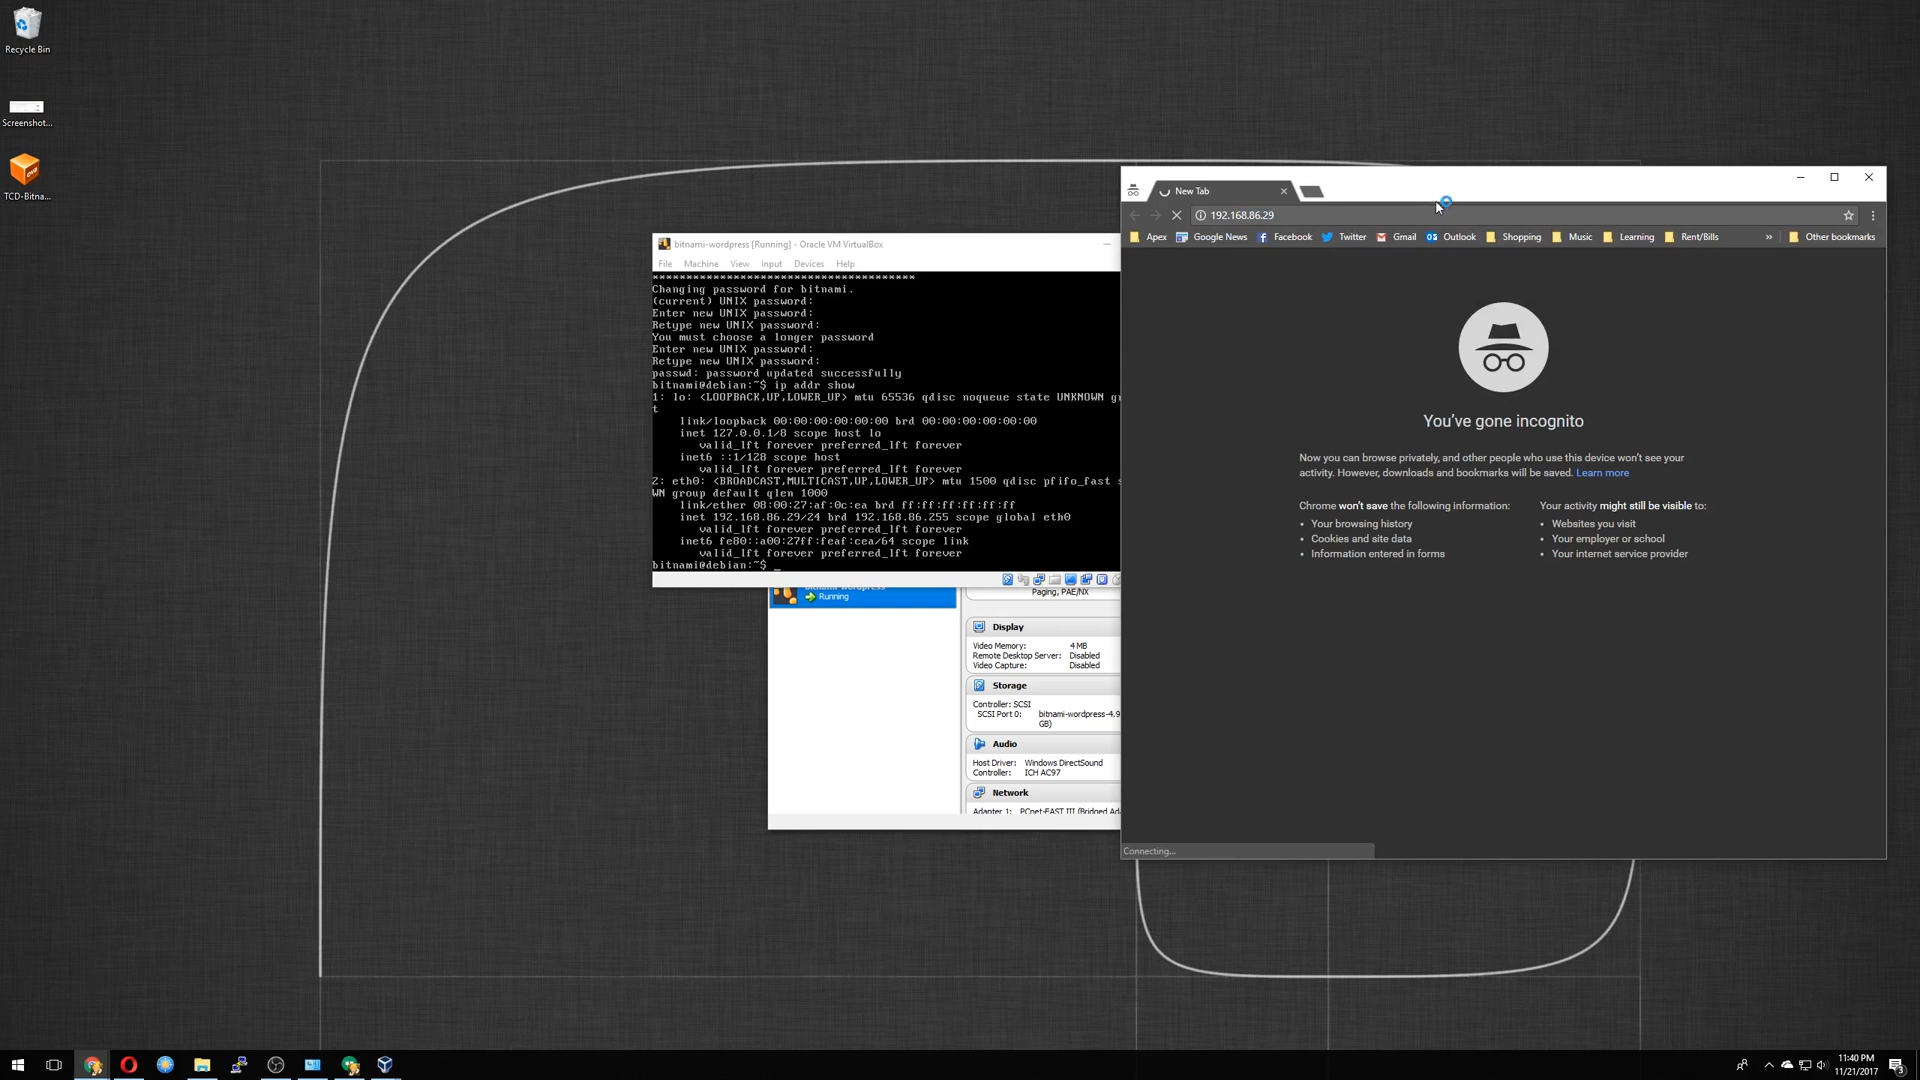 Recycle Bin
Screenshot...
TCD-Bitna...
bitnami-wordpress [Running] - Oracle VM VirtualBox
File Machine View Input Devices Help
***************************************
Changing password for bitnami.
(current) UNIX password:
Enter new UNIX password:
Retype new UNIX password:
You must choose a longer password
Enter new UNIX password:
Retype new UNIX password:
passwd: password updated successfully
bitnami@debian:~$ ip addr show
1: lo: <LOOPBACK,UP,LOWER_UP> mtu 65536 qdisc noqueue state UNKNOWN g
t
link/loopback 00:00:00:00:00:00 brd 00:00:00:00:00:00
inet 127.0.0.1/8 scope host lo
valid_lft forever preferred_lft forever
inet6 ::1/128 scope host
valid_lft forever preferred_lft forever
2: eth0: <BROADCAST,MULTICAST,UP,LOWER_UP> mtu 1500 qdisc pfifo_fast
WN group default qlen 1000
link/ether 08:00:27:af:0c:ea brd ff:ff:ff:ff:ff:ff
inet 192.168.86.29/24 brd 192.168.86.255 scope global eth0
valid_lft forever preferred_lft forever
inet6 fe80::a00:27ff:feaf:cea/64 scope link
valid_lft forever preferred_lft forever
bitnami@debian:~$ _
Running
Paging, PAE/NX
Display
Video Memory: 4 MB
Remote Desktop Server: Disabled
Video Capture: Disabled
Storage
Controller: SCSI
SCSI Port 0: bitnami-wordpress-4.9
GB)
Audio
Host Driver: Windows DirectSound
Controller: ICH AC97
Network
Adapter 1: PCnet-FAST III (Bridged Ad
New Tab
192.168.86.29
Apex Google News Facebook Twitter Gmail Outlook Shopping Music Learning Rent/Bills » Other bookmarks
You've gone incognito
Now you can browse privately, and other people who use this device won't see your
activity. However, downloads and bookmarks will be saved. Learn more
Chrome won't save the following information:
• Your browsing history
• Cookies and site data
• Information entered in forms
Your activity might still be visible to:
• Websites you visit
• Your employer or school
• Your internet service provider
Connecting...
11:40 PM
11/21/2017
3